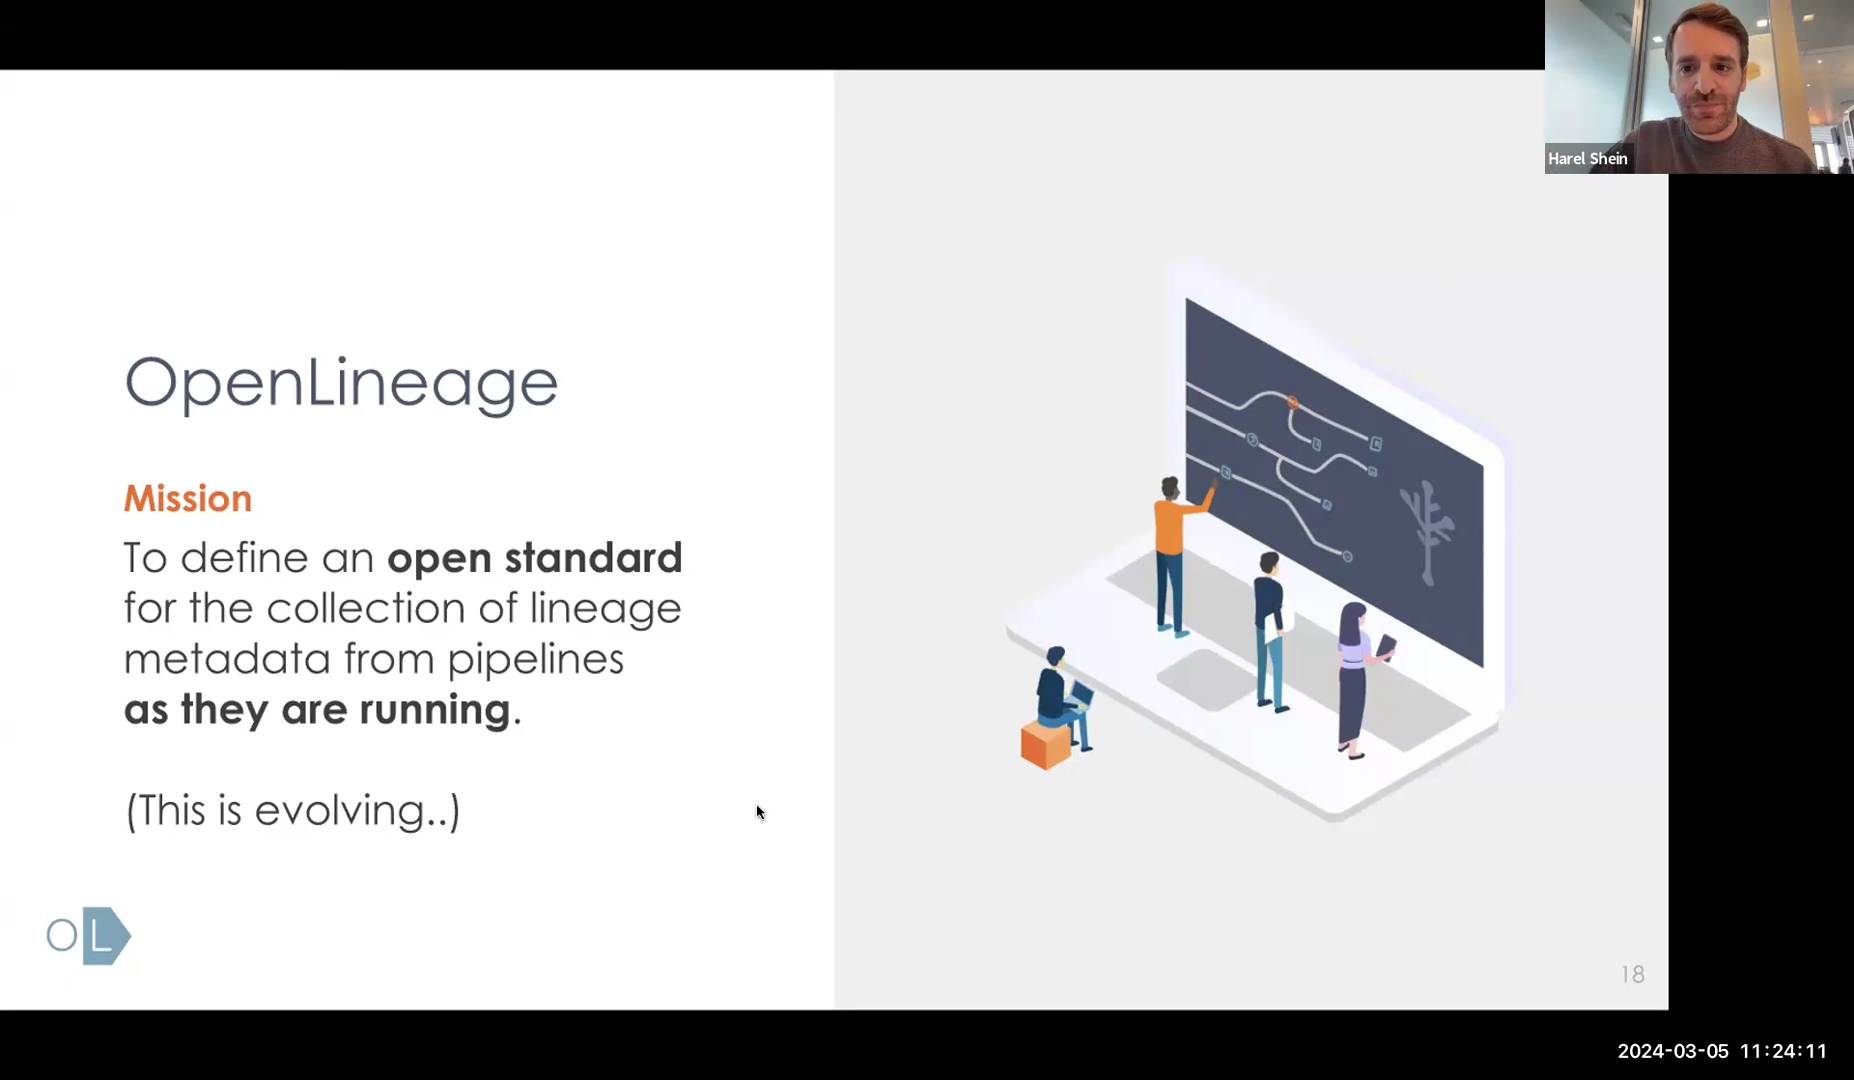 Harel Shein
OpenLineage
Mission
To define an open standard
for the collection of lineage
metadata from pipelines
as they are running.
(This is evolving..)
OL
18
2024-03-05 11:24:11